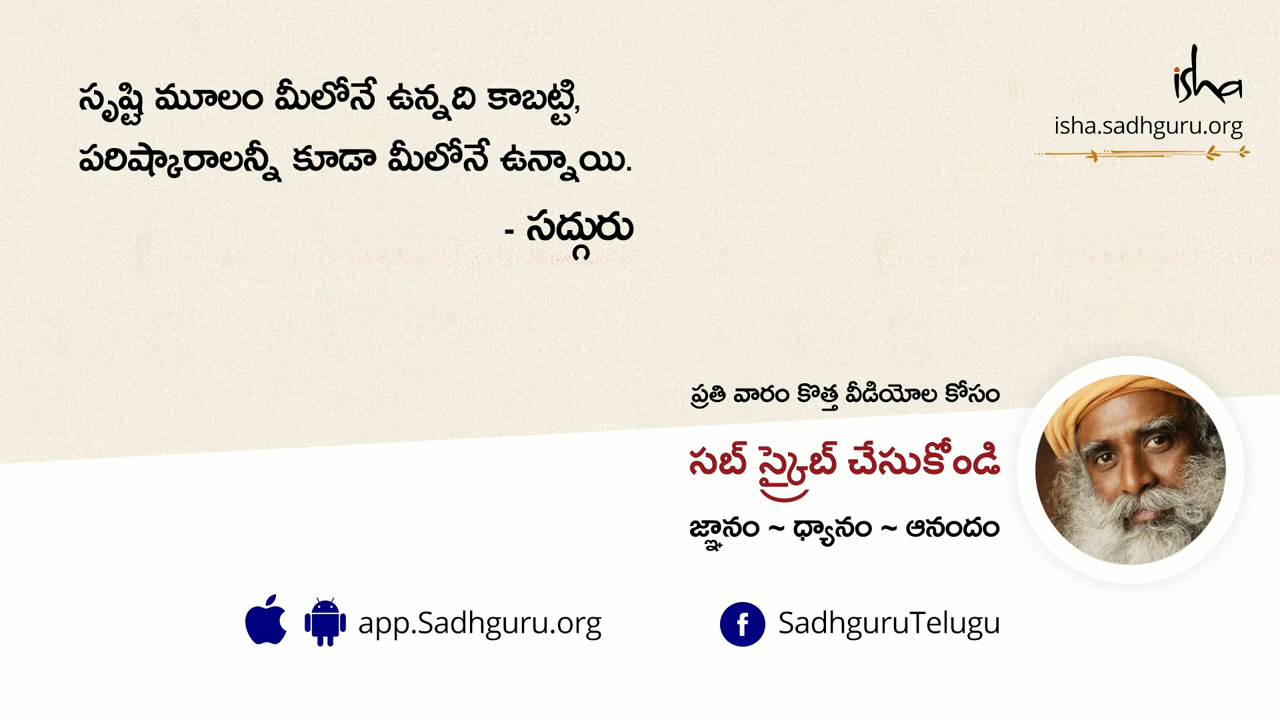 సృష్టి మూలం మీలోనే ఉన్నది కాబట్టి,
పరిష్కారాలన్నీ కూడా మీలోనే ఉన్నాయి.
- సద్గురు
isha
isha.sadhguru.org
ప్రతి వారం కొత్త వీడియోల కోసం
సబ్ స్క్రైబ్ చేసుకోండి
జ్ఞానం ~ ధ్యానం ~ ఆనందం
app.Sadhguru.org
f SadhguruTelugu